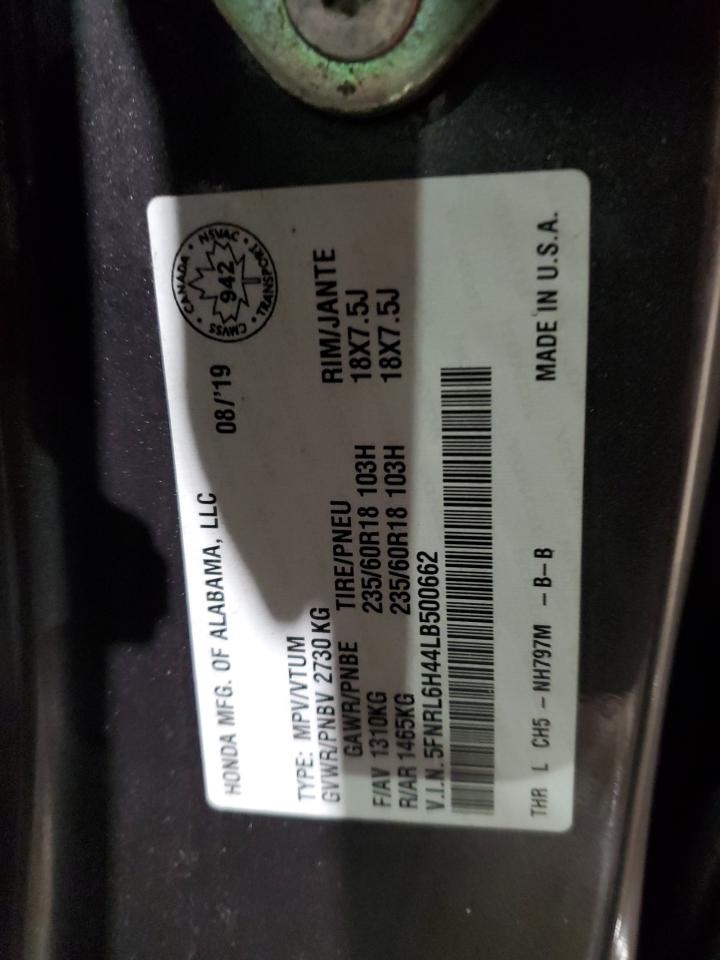 HONDA MFG. OF ALABAMA, LLC 08/'19
CANADA • NSVAC • TRANSPORT • CMVSS •
942
TYPE: MPV/VTUM
GVWR/PNBV 2730 KG
GAWR/PNBE TIRE/PNEU RIM/JANTE
F/AV 1310KG 235/60R18 103H 18X7.5J
R/AR 1465KG 235/60R18 103H 18X7.5J
V.I.N. 5FNRL6H44LB500662
THR L CH5 - NH797M - B-B MADE IN U.S.A.